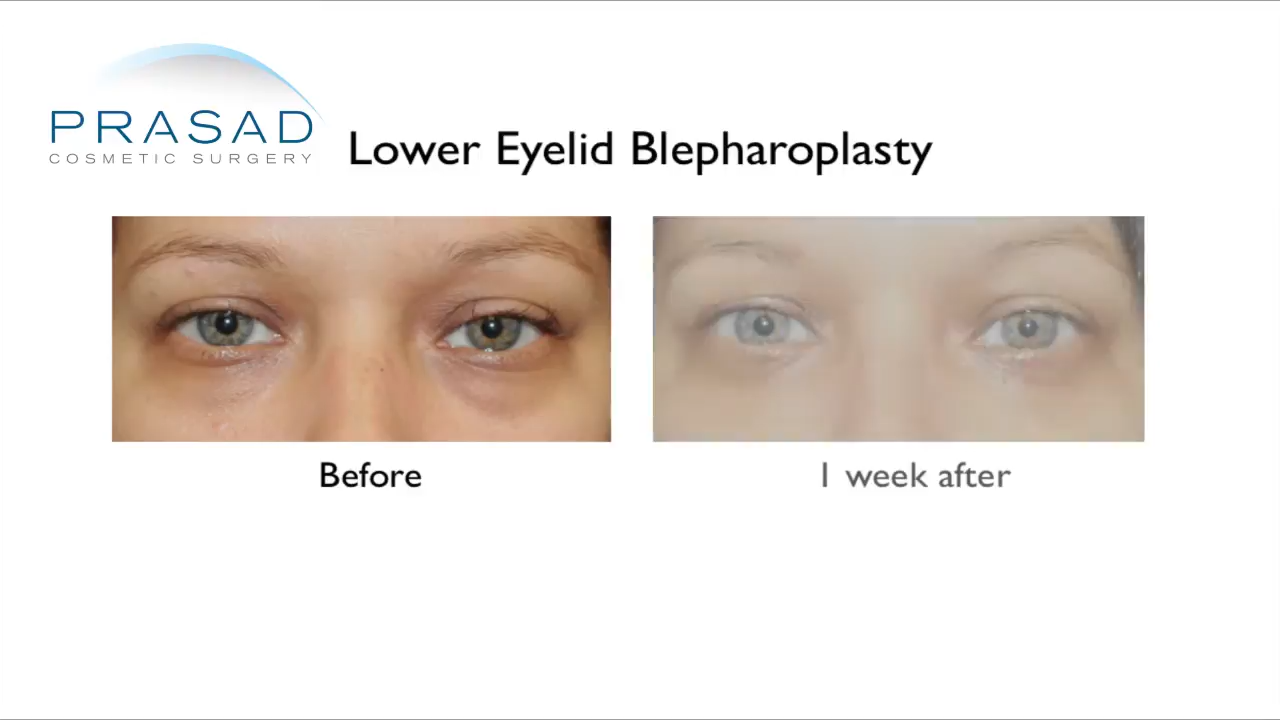 PRASAD
COSMETIC SURGERY
Lower Eyelid Blepharoplasty
Before
1 week after